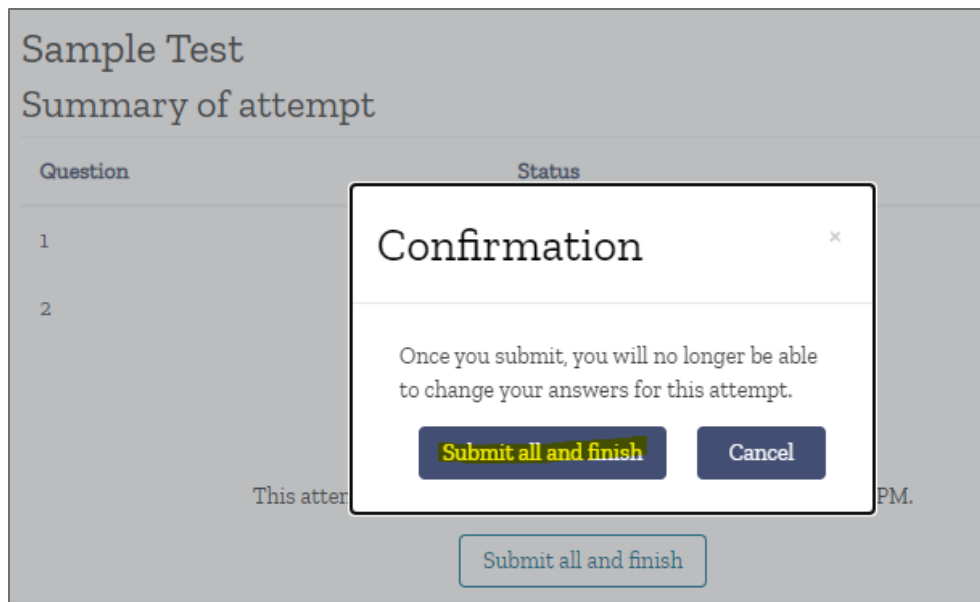 Sample Test
Summary of attempt
Question Status
1
2
Confirmation ×
Once you submit, you will no longer be able
to change your answers for this attempt.
Submit all and finish Cancel
This PM.
Submit all and finish